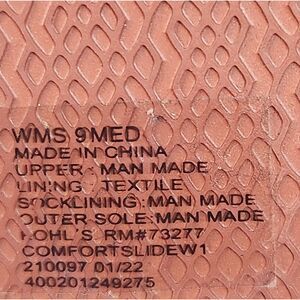 WMS 9MED
MADE IN CHINA
UPPER: MAN MADE
LINING: TEXTILE
SOCKLINING: MAN MADE
OUTER SOLE: MAN MADE
KOHL'S RM#73277
COMFORTSLIDEW1
210097 01/22
400201249275